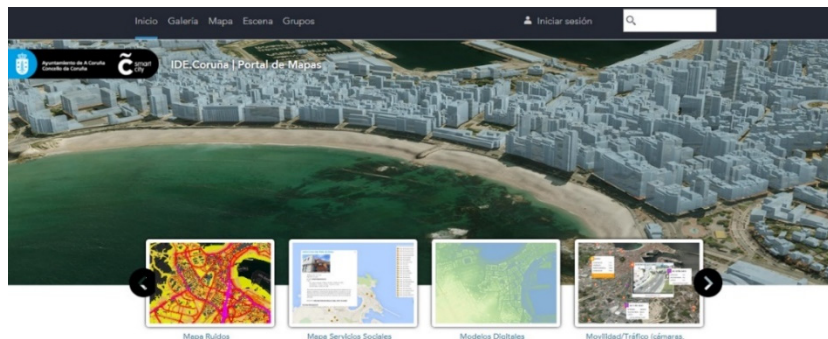 Inicio Galería Mapa Escena Grupos Iniciar sesión
Ayuntamiento de A Coruña
Concello da Coruña
smart
city
IDE.Coruña | Portal de Mapas
Mapa Ruidos
Mapa Servicios Sociales
Modelos Digitales
Movilidad/Tráfico (cámaras,